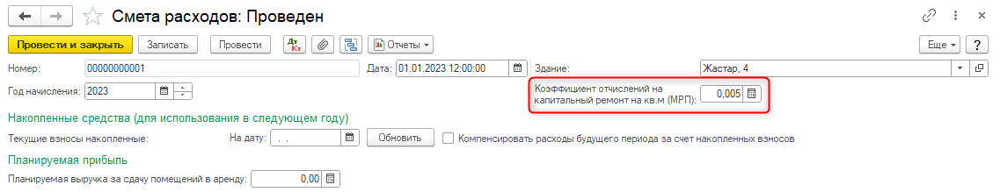 Смета расходов: Проведен
Провести и закрыть Записать Провести Дт Кт Отчеты Еще ?
Номер: 00000000001 Дата: 01.01.2023 12:00:00 Здание: Жастар, 4
Год начисления: 2023 Коэффициент отчислений на
капитальный ремонт на кв.м (МРП): 0,005
Накопленные средства (для использования в следующем году)
Текущие взносы накопленные: На дату: . . Обновить Компенсировать расходы будущего периода за счет накопленных взносов
Планируемая прибыль
Планируемая выручка за сдачу помещений в аренду: 0,00